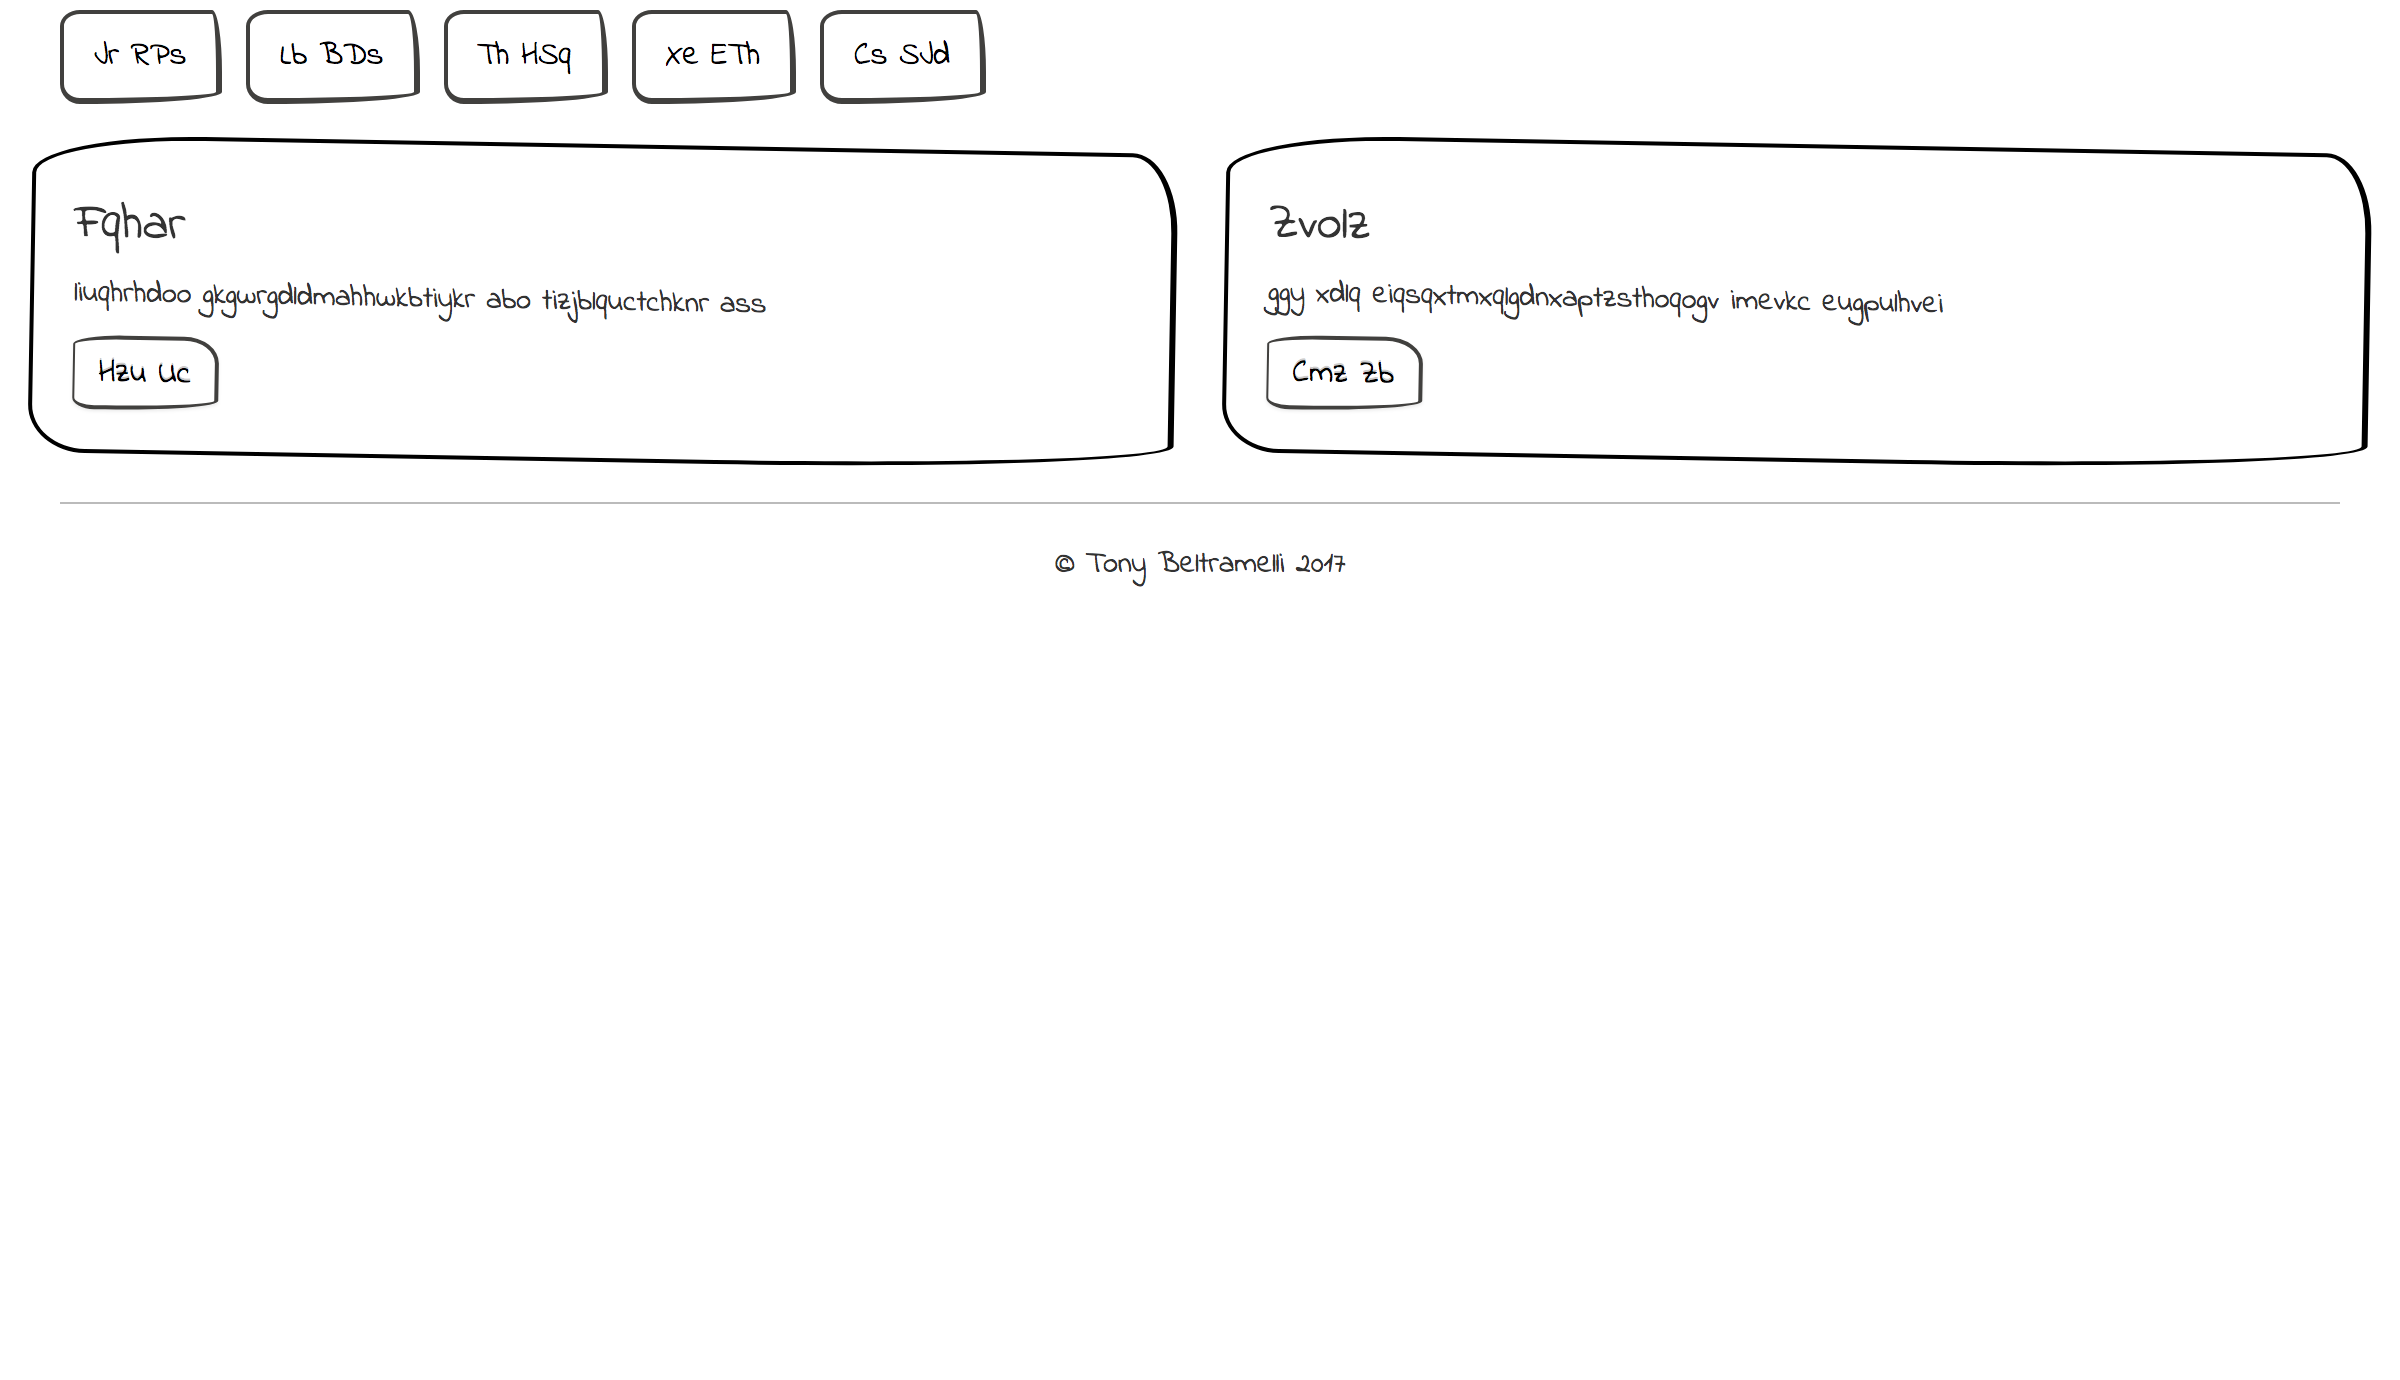 Jr RPs
Lb BDs
Th HSq
Xe ETh
Cs SJd
Fqhar
liuqhrhdoo gkgwrgdldmahhwkbtiykr abo tizjblquctchknr ass
Hzu Uc
Zvolz
ggy xdlq eiqsqxtmxqlgdnxaptzsthoqogv imevkc eugpulhvei
Cmz Zb
© Tony Beltramelli 2017